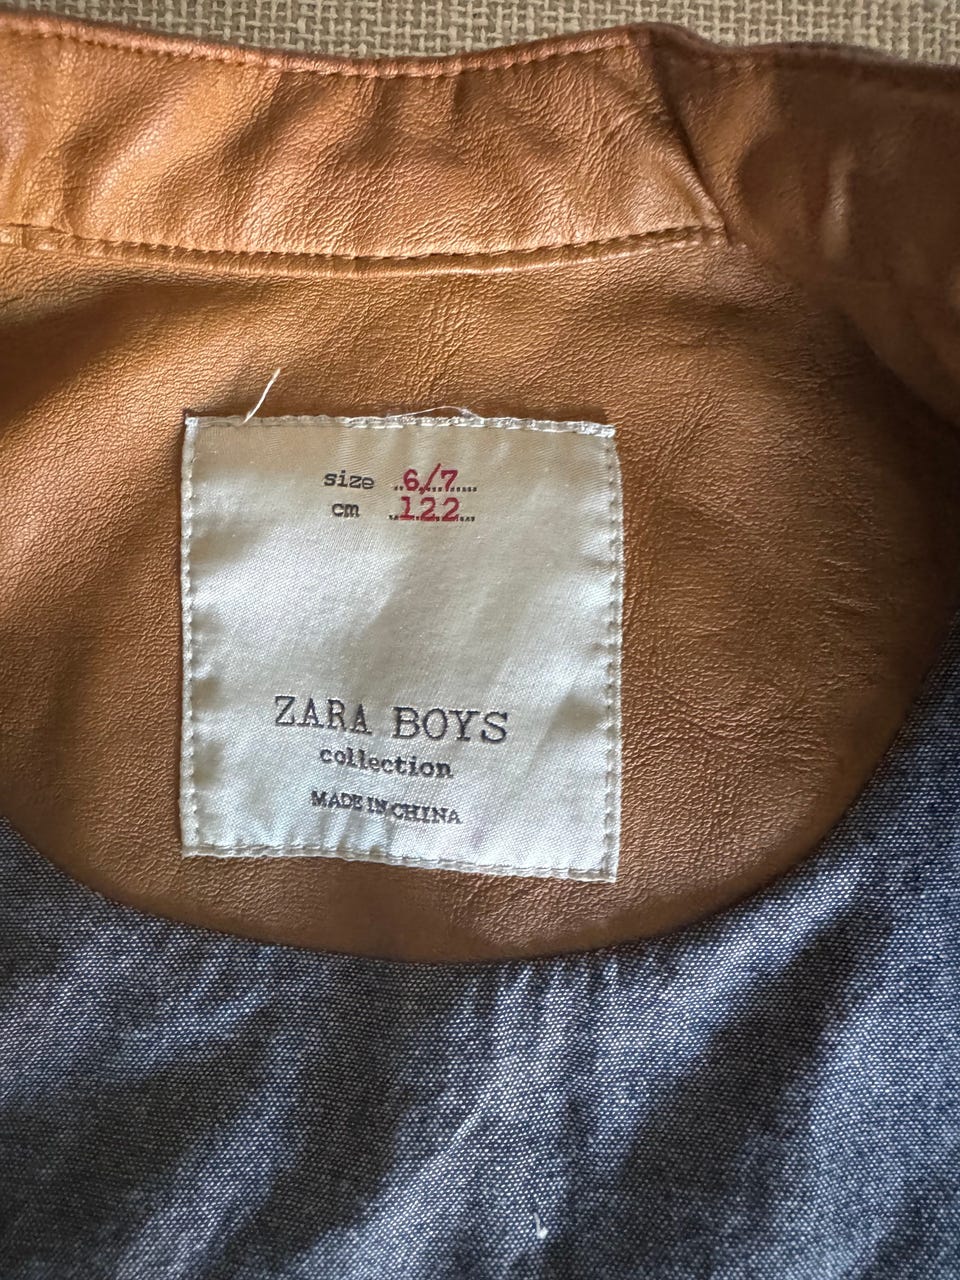 size 6/7
cm 122
ZARA BOYS
collection
MADE IN CHINA